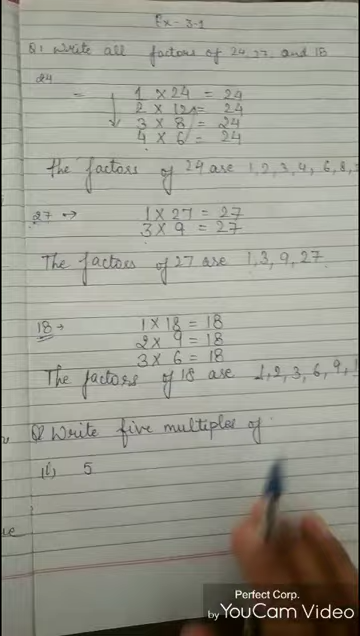 Ex-3.1
Q1 Write all factors of 24, 27, and 18
24
= 1 × 24 = 24
2 × 12 = 24
3 × 8 = 24
4 × 6 = 24
The factors of 24 are 1, 2, 3, 4, 6, 8,
27 → 1 × 27 = 27
3 × 9 = 27
The factors of 27 are 1, 3, 9, 27
18 → 1 × 18 = 18
2 × 9 = 18
3 × 6 = 18
The factors of 18 are 1, 2, 3, 6, 9, 1
Q Write five multiples of
5
Perfect Corp.
by YouCam Video